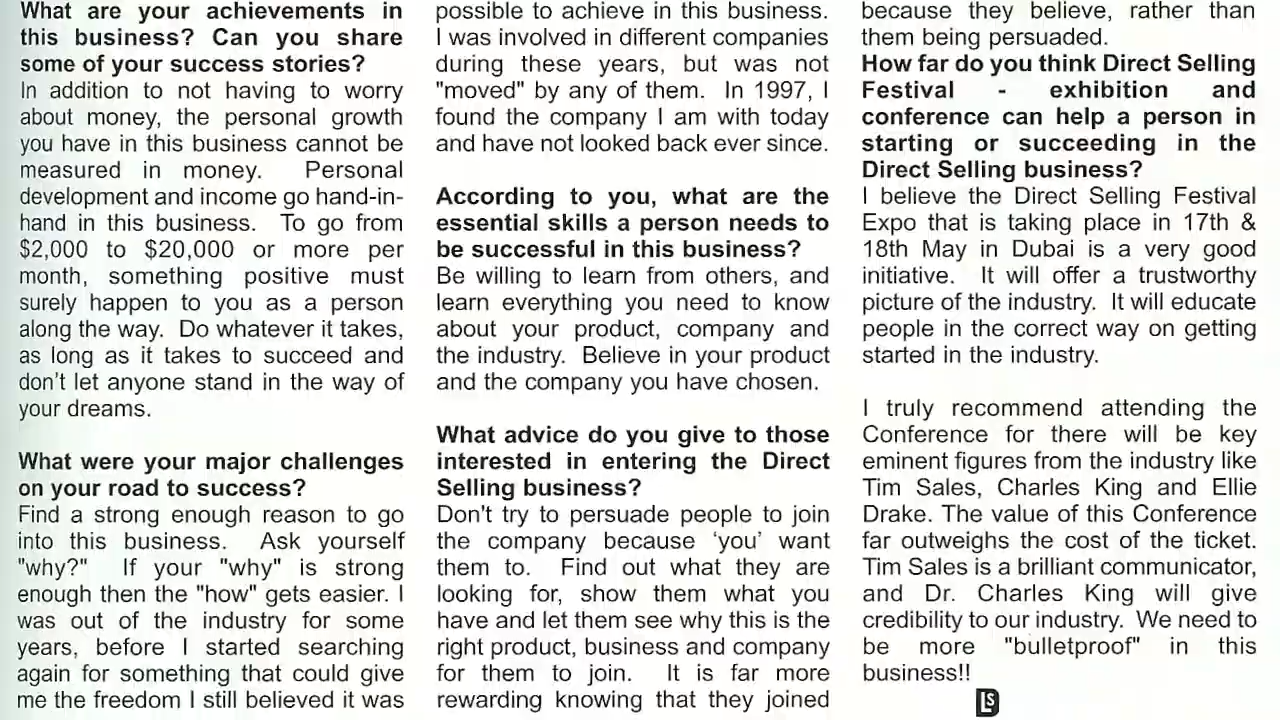 What are your achievements in
this business? Can you share
some of your success stories?
In addition to not having to worry
about money, the personal growth
you have in this business cannot be
measured in money. Personal
development and income go hand-in-
hand in this business. To go from
$2,000 to $20,000 or more per
month, something positive must
surely happen to you as a person
along the way. Do whatever it takes,
as long as it takes to succeed and
don't let anyone stand in the way of
your dreams.
What were your major challenges
on your road to success?
Find a strong enough reason to go
into this business. Ask yourself
"why?" If your "why" is strong
enough then the "how" gets easier. I
was out of the industry for some
years, before I started searching
again for something that could give
me the freedom I still believed it was
possible to achieve in this business.
I was involved in different companies
during these years, but was not
"moved" by any of them. In 1997, I
found the company I am with today
and have not looked back ever since.
According to you, what are the
essential skills a person needs to
be successful in this business?
Be willing to learn from others, and
learn everything you need to know
about your product, company and
the industry. Believe in your product
and the company you have chosen.
What advice do you give to those
interested in entering the Direct
Selling business?
Don't try to persuade people to join
the company because ‘you’ want
them to. Find out what they are
looking for, show them what you
have and let them see why this is the
right product, business and company
for them to join. It is far more
rewarding knowing that they joined
because they believe, rather than
them being persuaded.
How far do you think Direct Selling
Festival - exhibition and
conference can help a person in
starting or succeeding in the
Direct Selling business?
I believe the Direct Selling Festival
Expo that is taking place in 17th &
18th May in Dubai is a very good
initiative. It will offer a trustworthy
picture of the industry. It will educate
people in the correct way on getting
started in the industry.
I truly recommend attending the
Conference for there will be key
eminent figures from the industry like
Tim Sales, Charles King and Ellie
Drake. The value of this Conference
far outweighs the cost of the ticket.
Tim Sales is a brilliant communicator,
and Dr. Charles King will give
credibility to our industry. We need to
be more "bulletproof" in this
business!!
LS